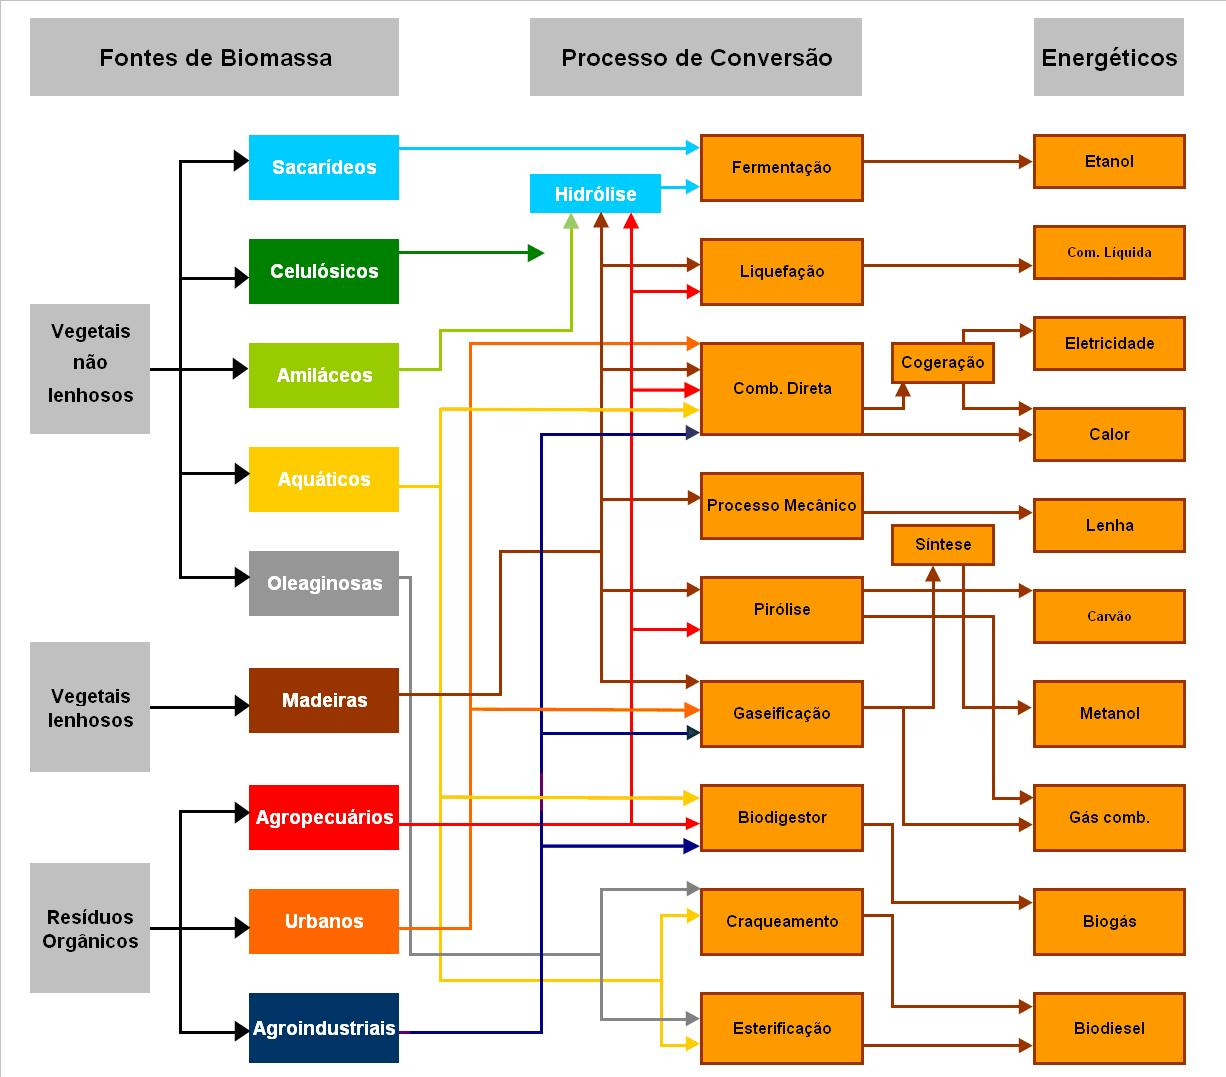 Fontes de Biomassa
Processo de Conversão
Energéticos
Sacarídeos
Fermentação
Etanol
Hidrólise
Celulósicos
Liquefação
Com. Líquida
Vegetais
não
lenhosos
Amiláceos
Comb. Direta
Cogeração
Eletricidade
Calor
Aquáticos
Processo Mecânico
Lenha
Síntese
Oleaginosas
Pirólise
Carvão
Vegetais
lenhosos
Madeiras
Gaseificação
Metanol
Agropecuários
Biodigestor
Gás comb.
Resíduos
Orgânicos
Urbanos
Craqueamento
Biogás
Agroindustriais
Esterificação
Biodiesel